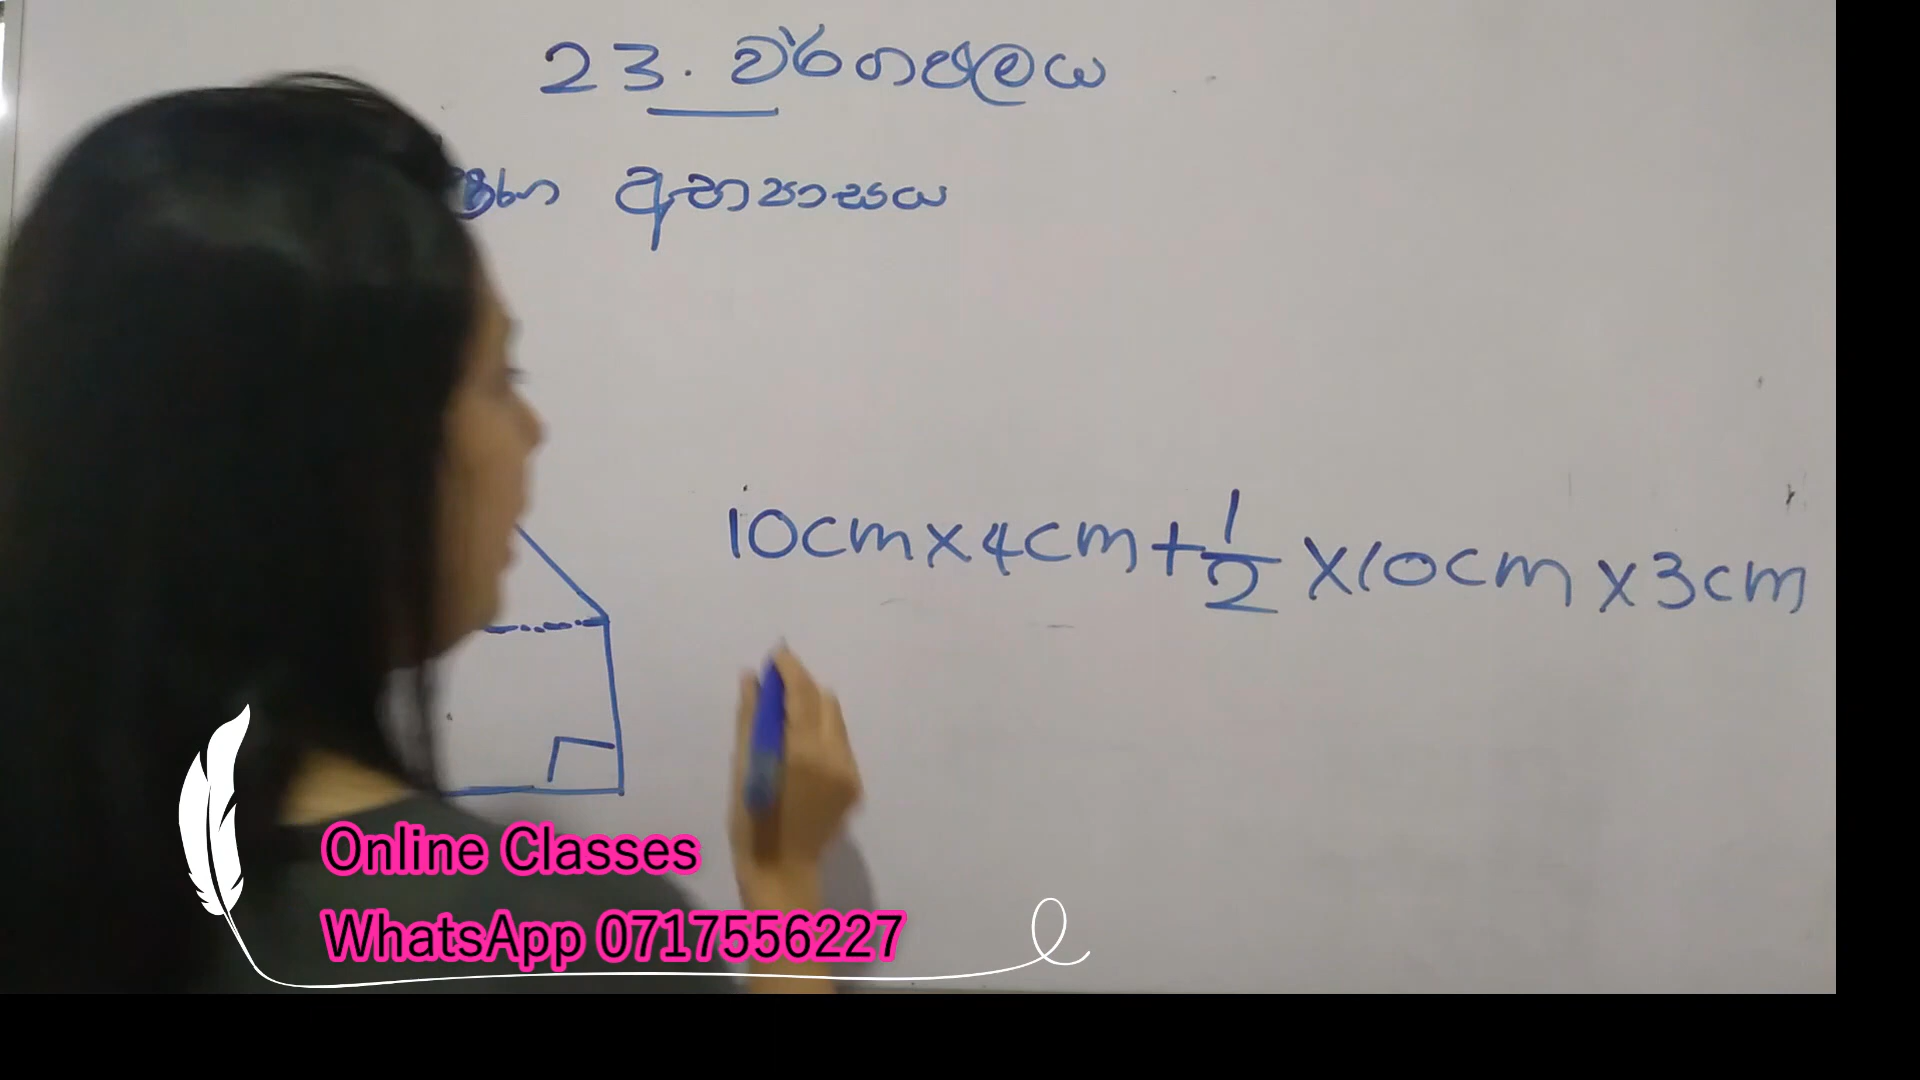 23. වර්ගඵලය
අභ්‍යාසය
10cm×4cm+1/2 ×10cm ×3cm
Online Classes
WhatsApp 0717556227